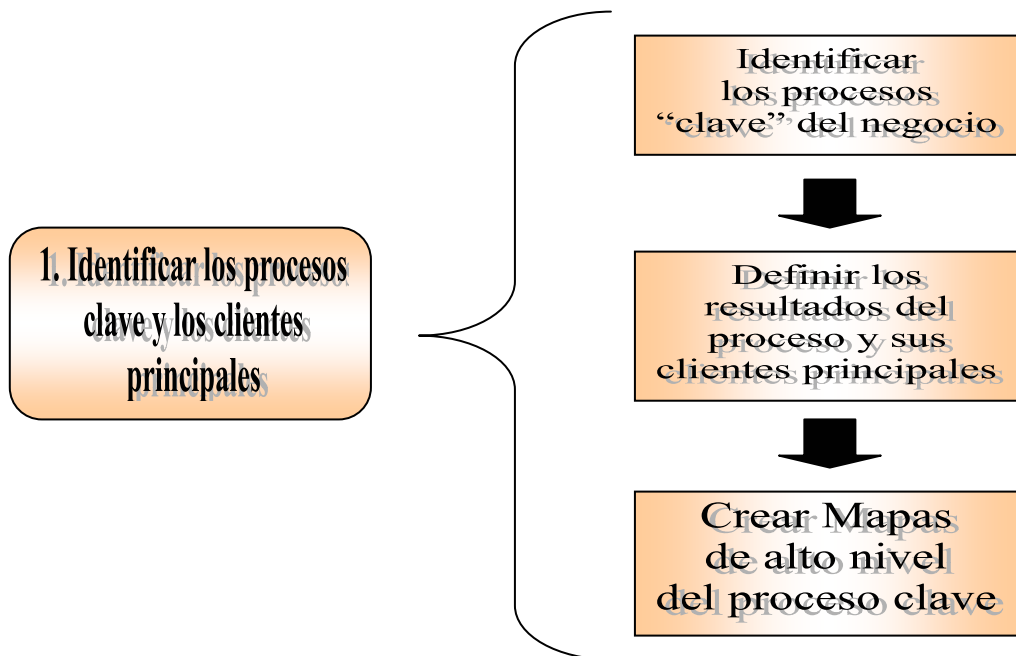 1. Identificar los procesos
clave y los clientes
principales
Identificar
los procesos
“clave” del negocio
Definir los
resultados del
proceso y sus
clientes principales
Crear Mapas
de alto nivel
del proceso clave